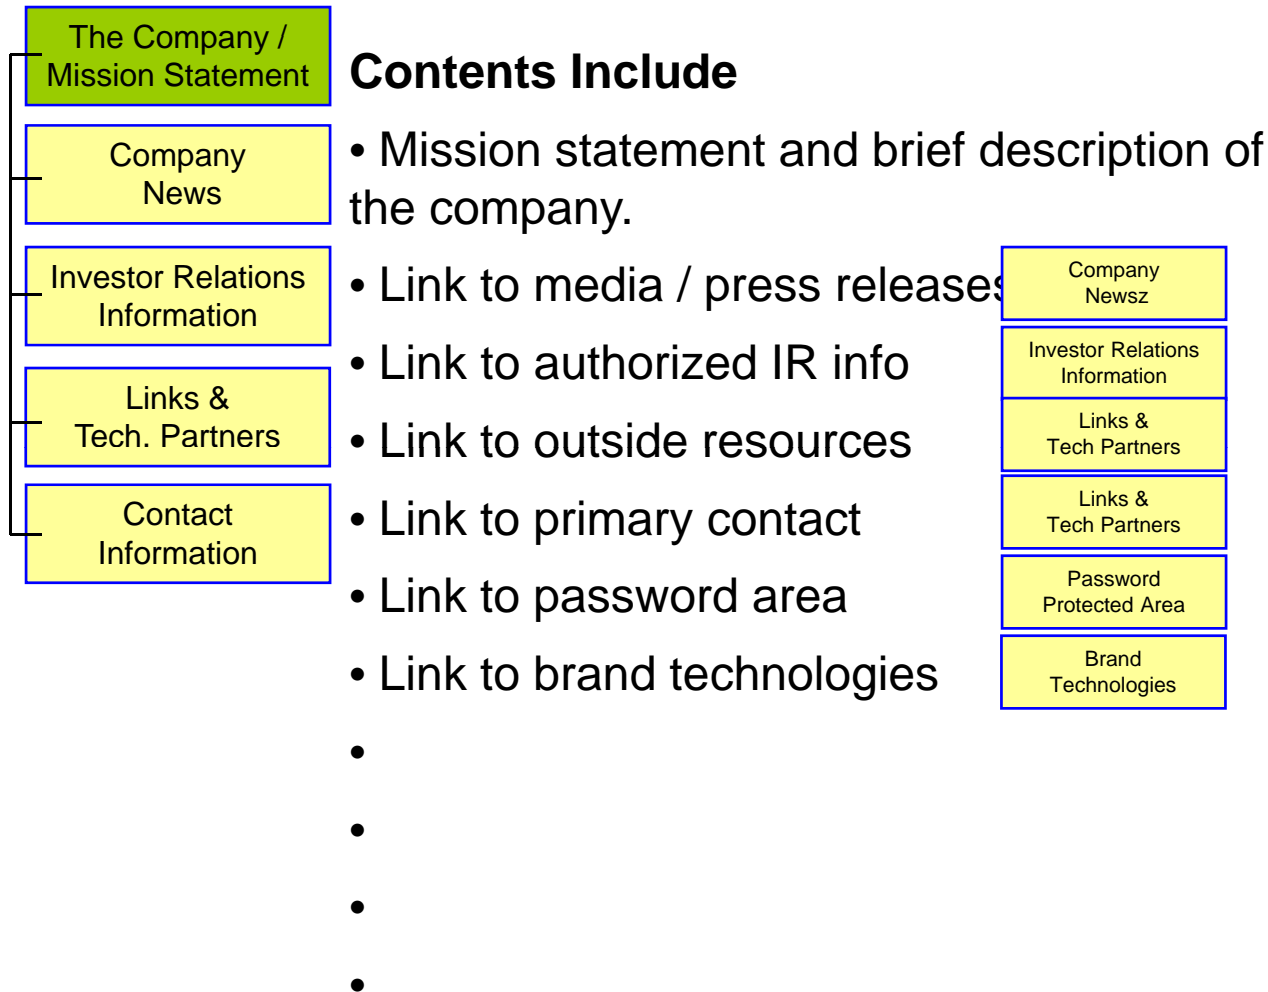 The Company /
Mission Statement
Company
News
Investor Relations
Information
Links &
Tech. Partners
Contact
Information
Contents Include
• Mission statement and brief description of
the company.
• Link to media / press releases
Company
Newsz
• Link to authorized IR info
Investor Relations
Information
• Link to outside resources
Links &
Tech Partners
• Link to primary contact
Links &
Tech Partners
• Link to password area
Password
Protected Area
• Link to brand technologies
Brand
Technologies
•
•
•
•